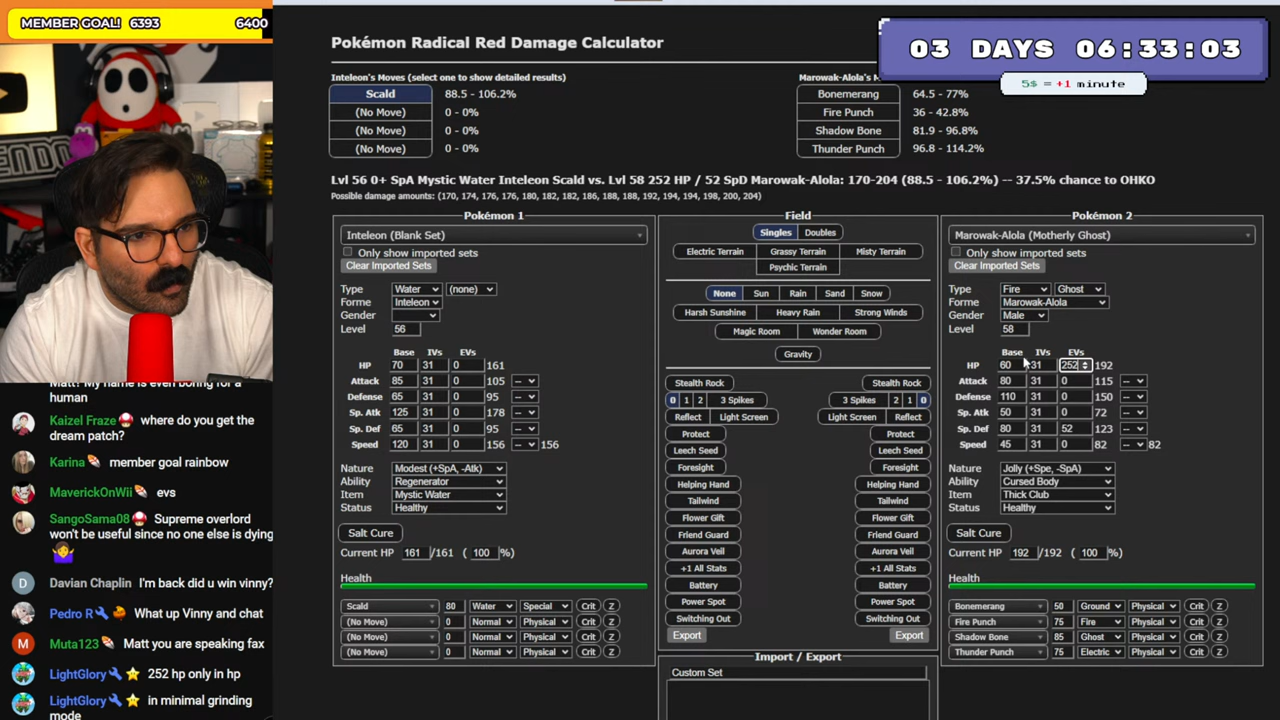 MEMBER GOAL! 6393 6400
Pokémon Radical Red Damage Calculator
03 DAYS 06:33:03
5$ = +1 minute
Inteleon's Moves (select one to show detailed results)
Scald 88.5 - 106.2%
(No Move) 0 - 0%
(No Move) 0 - 0%
(No Move) 0 - 0%
Marowak-Alola's M
Bonemerang 64.5 - 77%
Fire Punch 36 - 42.8%
Shadow Bone 81.9 - 96.8%
Thunder Punch 96.8 - 114.2%
Lvl 56 0+ SpA Mystic Water Inteleon Scald vs. Lvl 58 252 HP / 52 SpD Marowak-Alola: 170-204 (88.5 - 106.2%) -- 37.5% chance to OHKO
Possible damage amounts: (170, 174, 176, 176, 180, 182, 182, 186, 188, 188, 192, 194, 194, 198, 200, 204)
Pokémon 1
Inteleon (Blank Set)
Only show imported sets
Clear Imported Sets
Type Water (none)
Forme Inteleon
Gender
Level 56
Base IVs EVs
HP 70 31 0 161
Attack 85 31 0 105 --
Defense 65 31 0 95 --
Sp. Atk 125 31 0 178 --
Sp. Def 65 31 0 95 --
Speed 120 31 0 156 -- 156
Nature Modest (+SpA, -Atk)
Ability Regenerator
Item Mystic Water
Status Healthy
Salt Cure
Current HP 161 /161 ( 100 %)
Health
Scald 80 Water Special Crit Z
(No Move) 0 Normal Physical Crit Z
(No Move) 0 Normal Physical Crit Z
(No Move) 0 Normal Physical Crit Z
Field
Singles Doubles
Electric Terrain Grassy Terrain Misty Terrain
Psychic Terrain
None Sun Rain Sand Snow
Harsh Sunshine Heavy Rain Strong Winds
Magic Room Wonder Room
Gravity
Stealth Rock Stealth Rock
0 1 2 3 Spikes 3 Spikes 2 1 0
Reflect Light Screen Light Screen Reflect
Protect Protect
Leech Seed Leech Seed
Foresight Foresight
Helping Hand Helping Hand
Tailwind Tailwind
Flower Gift Flower Gift
Friend Guard Friend Guard
Aurora Veil Aurora Veil
+1 All Stats +1 All Stats
Battery Battery
Power Spot Power Spot
Switching Out Switching Out
Export Export
Import / Export
Custom Set
Pokémon 2
Marowak-Alola (Motherly Ghost)
Only show imported sets
Clear Imported Sets
Type Fire Ghost
Forme Marowak-Alola
Gender Male
Level 58
Base IVs EVs
HP 60 31 252 192
Attack 80 31 0 115 --
Defense 110 31 0 150 --
Sp. Atk 50 31 0 72 --
Sp. Def 80 31 52 123 --
Speed 45 31 0 82 -- 82
Nature Jolly (+Spe, -SpA)
Ability Cursed Body
Item Thick Club
Status Healthy
Salt Cure
Current HP 192 /192 ( 100 %)
Health
Bonemerang 50 Ground Physical Crit Z
Fire Punch 75 Fire Physical Crit Z
Shadow Bone 85 Ghost Physical Crit Z
Thunder Punch 75 Electric Physical Crit Z
Matt? My name is even boring for a
human
Kaizel Fraze where do you get the
dream patch?
Karina member goal rainbow
MaverickOnWii evs
SangoSama08 Supreme overlord
won't be useful since no one else is dying
Davian Chaplin I'm back did u win vinny?
Pedro R What up Vinny and chat
Muta123 Matt you are speaking fax
LightGlory 252 hp only in hp
LightGlory in minimal grinding
mode